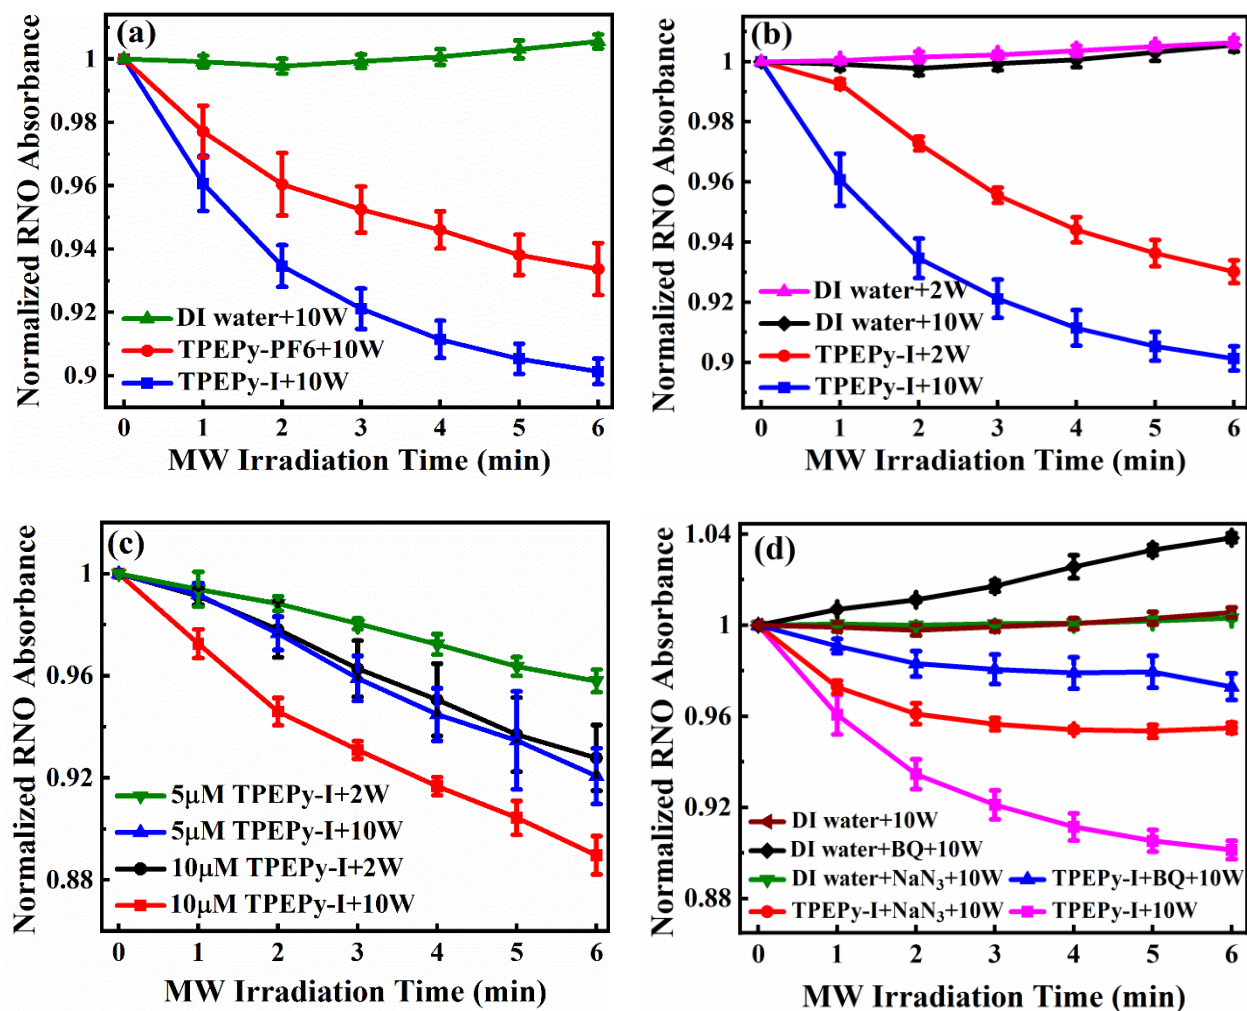 (a)
Normalized RNO Absorbance
1
0.98
0.96
0.94
0.92
0.9
DI water+10W
TPEPy-PF6+10W
TPEPy-I+10W
0 1 2 3 4 5 6
MW Irradiation Time (min)
(b)
Normalized RNO Absorbance
1
0.98
0.96
0.94
0.92
0.9
DI water+2W
DI water+10W
TPEPy-I+2W
TPEPy-I+10W
0 1 2 3 4 5 6
MW Irradiation Time (min)
(c)
Normalized RNO Absorbance
1
0.96
0.92
0.88
5μM TPEPy-I+2W
5μM TPEPy-I+10W
10μM TPEPy-I+2W
10μM TPEPy-I+10W
0 1 2 3 4 5 6
MW Irradiation Time (min)
(d)
Normalized RNO Absorbance
1.04
1
0.96
0.92
0.88
DI water+10W
DI water+BQ+10W
DI water+NaN₃+10W TPEPy-I+BQ+10W
TPEPy-I+NaN₃+10W TPEPy-I+10W
0 1 2 3 4 5 6
MW Irradiation Time (min)